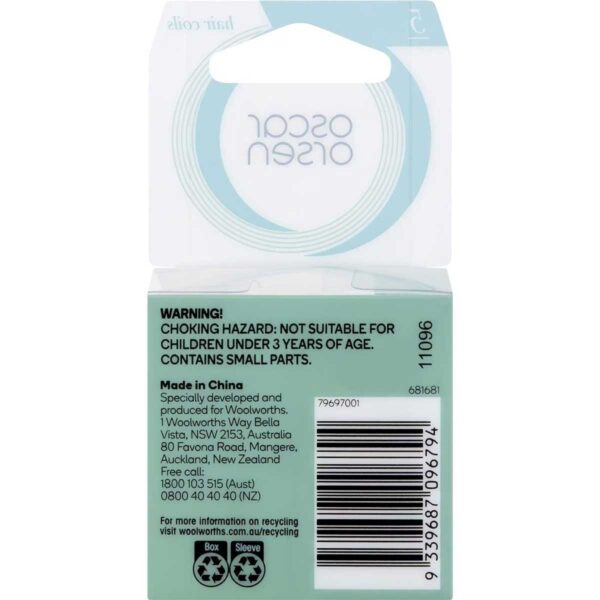 hair coils
5
oscar
orsen
WARNING!
CHOKING HAZARD: NOT SUITABLE FOR
CHILDREN UNDER 3 YEARS OF AGE.
CONTAINS SMALL PARTS.
11096
Made in China
Specially developed and
produced for Woolworths.
1 Woolworths Way Bella
Vista, NSW 2153, Australia
80 Favona Road, Mangere,
Auckland, New Zealand
Free call:
1800 103 515 (Aust)
0800 40 40 40 (NZ)
For more information on recycling
visit woolworths.com.au/recycling
Box
Sleeve
681681
79697001
9 339687 096794